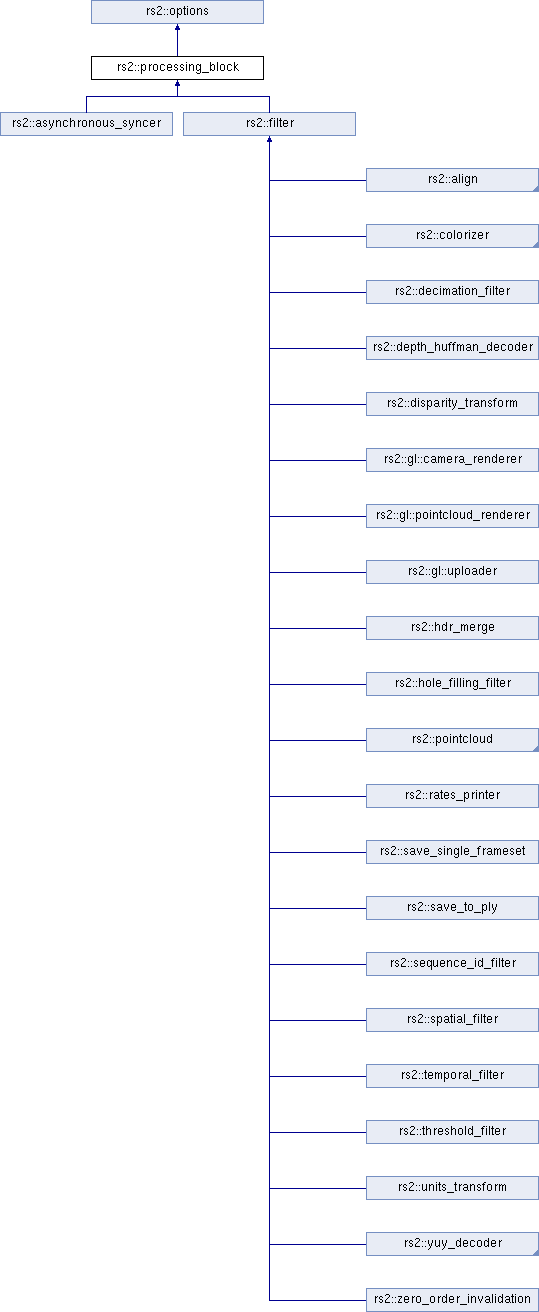 rs2::options
rs2::processing_block
rs2::asynchronous_syncer
rs2::filter
rs2::align
rs2::colorizer
rs2::decimation_filter
rs2::depth_huffman_decoder
rs2::disparity_transform
rs2::gl::camera_renderer
rs2::gl::pointcloud_renderer
rs2::gl::uploader
rs2::hdr_merge
rs2::hole_filling_filter
rs2::pointcloud
rs2::rates_printer
rs2::save_single_frameset
rs2::save_to_ply
rs2::sequence_id_filter
rs2::spatial_filter
rs2::temporal_filter
rs2::threshold_filter
rs2::units_transform
rs2::yuy_decoder
rs2::zero_order_invalidation